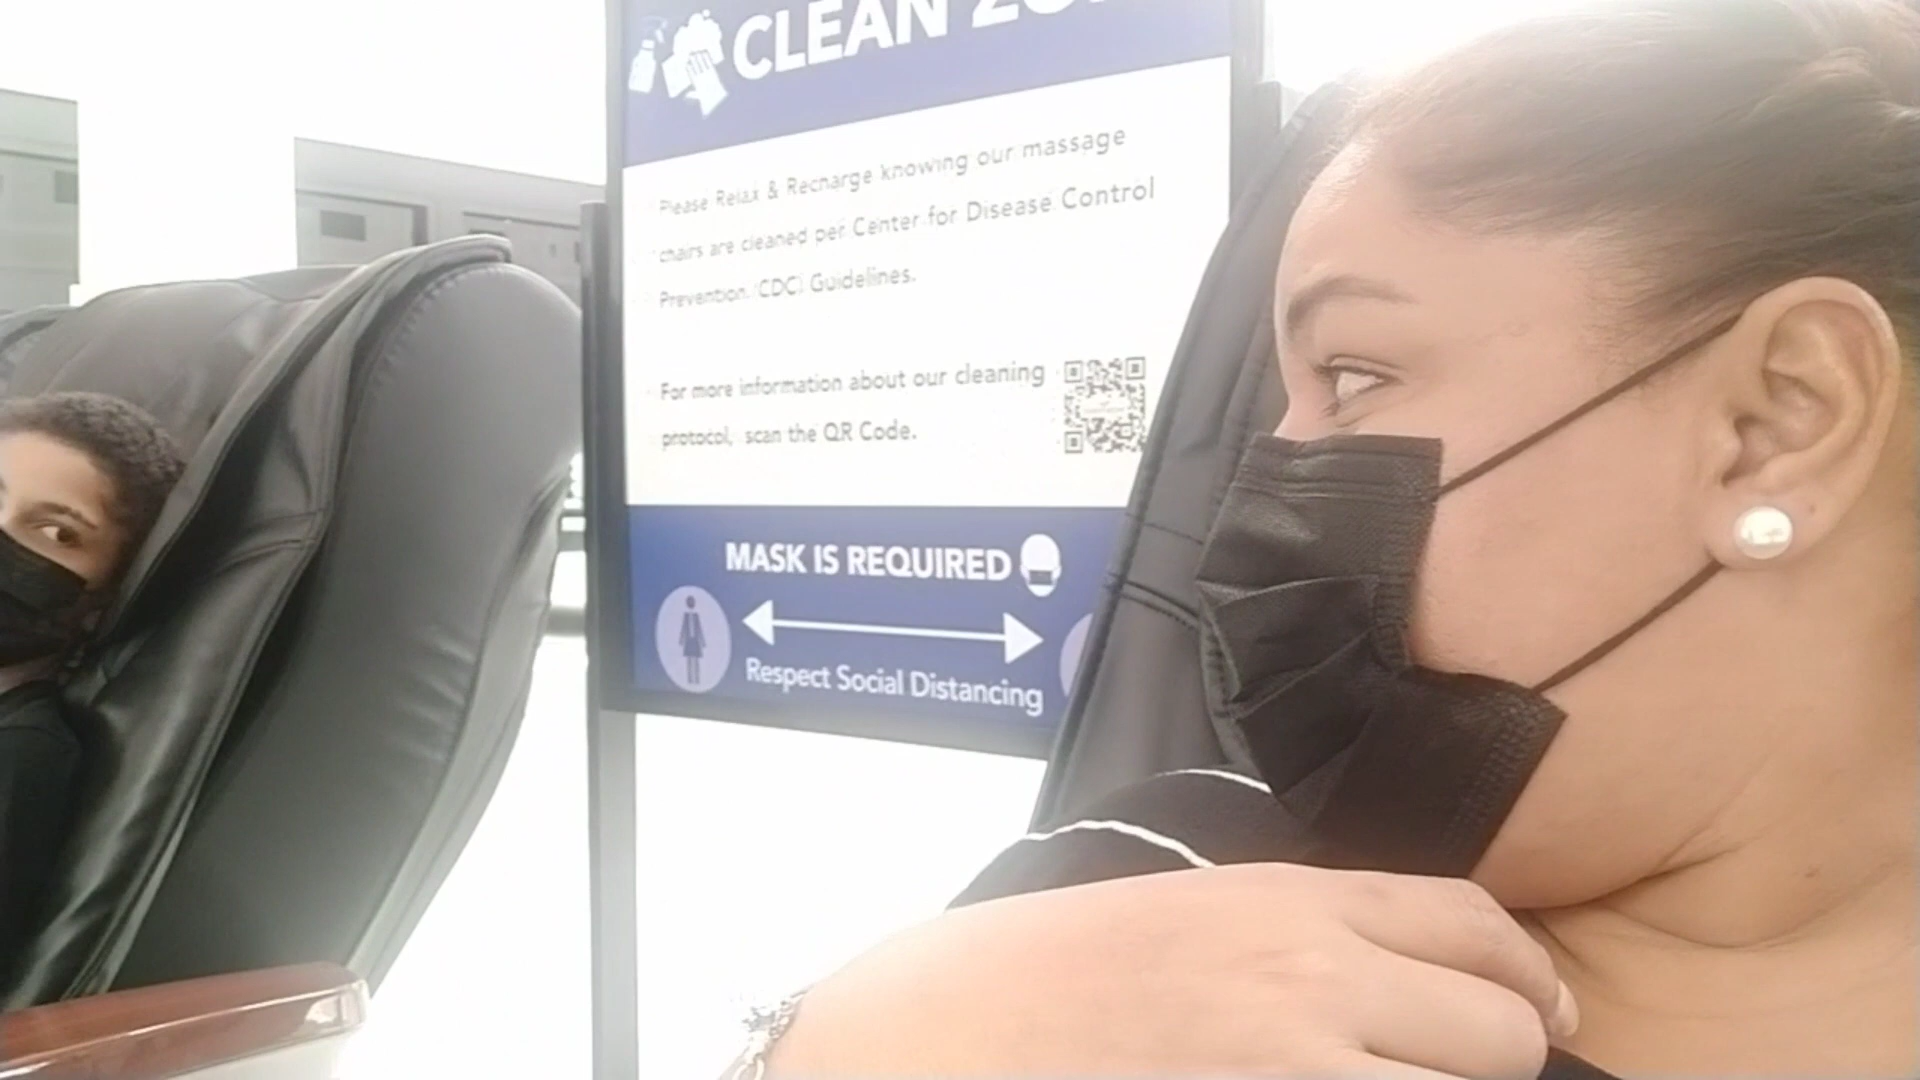 CLEAN
Please Relax & Recharge knowing our massage
chairs are cleaned per Center for Disease Control
Prevention (CDC) Guidelines.
For more information about our cleaning
protocol, scan the QR Code.
MASK IS REQUIRED
Respect Social Distancing